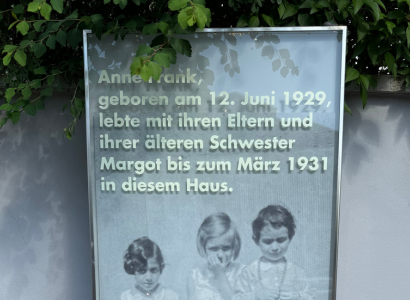 Anne Frank,
geboren am 12. Juni 1929,
lebte mit ihren Eltern und
ihrer älteren Schwester
Margot bis zum März 1931
in diesem Haus.